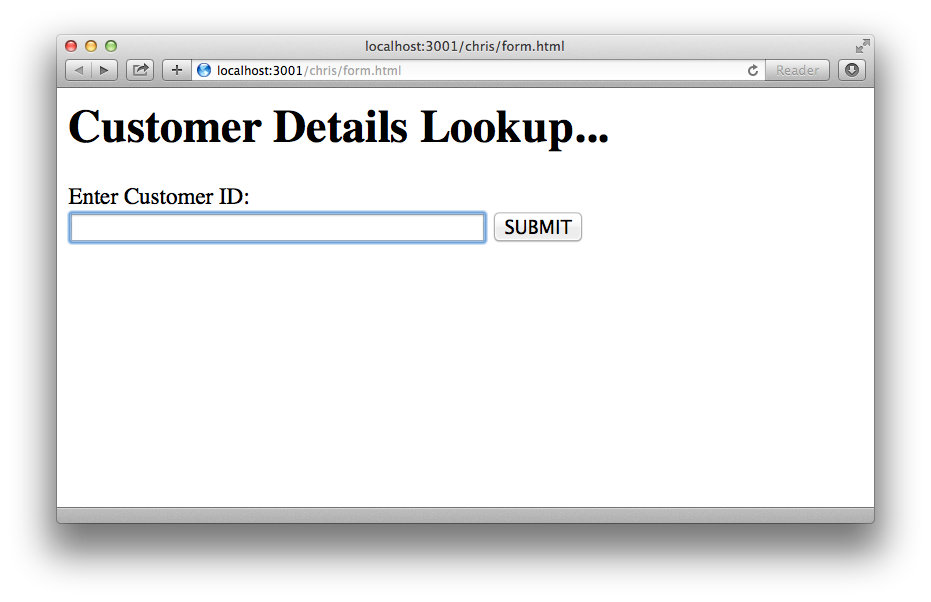 localhost:3001/chris/form.html
localhost:3001/chris/form.html
Reader
Customer Details Lookup...
Enter Customer ID:
SUBMIT